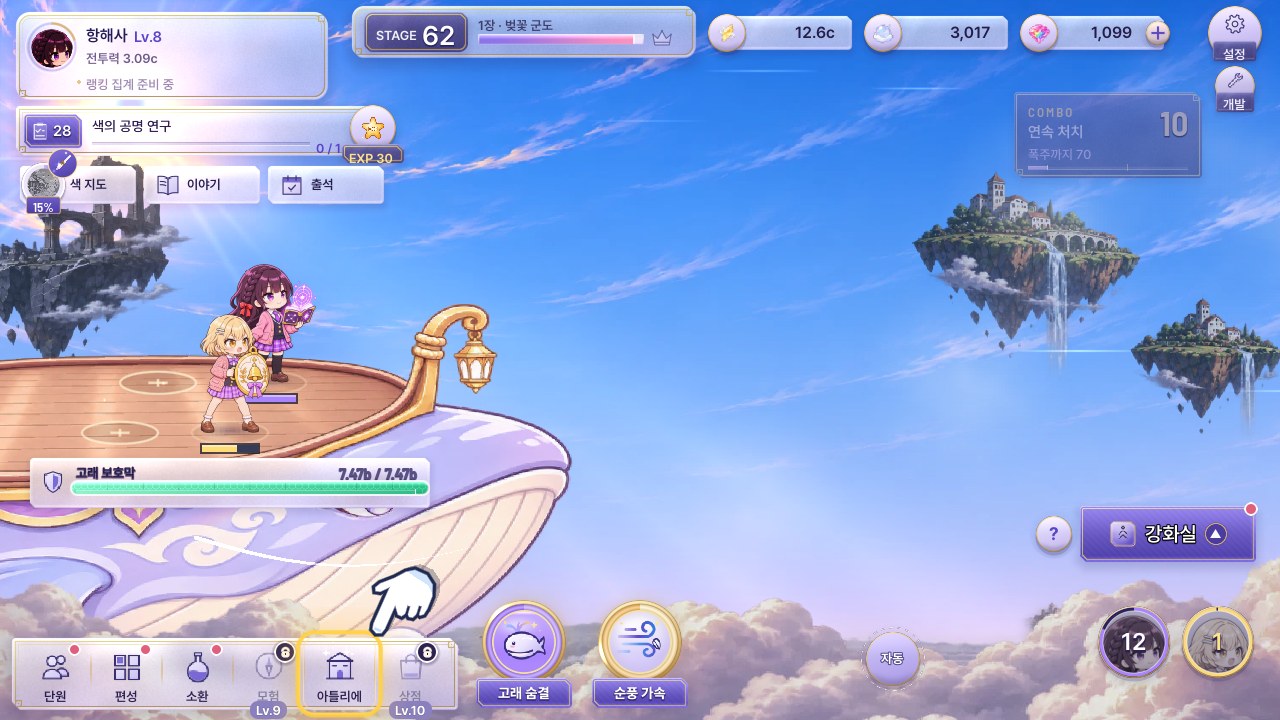 항해사 Lv.8
전투력 3.09c
랭킹 집계 준비 중
STAGE 62
1장 · 벚꽃 군도
12.6c
3,017
1,099
설정
개발
28
색의 공명 연구
0 / 1
EXP 30
색 지도
15%
이야기
출석
COMBO
연속 처치
10
폭주까지 70
고래 보호막
7.47b / 7.47b
?
강화실
단원
편성
소환
모험
Lv.9
아틀리에
상점
Lv.10
고래 숨결
순풍 가속
자동
12
1